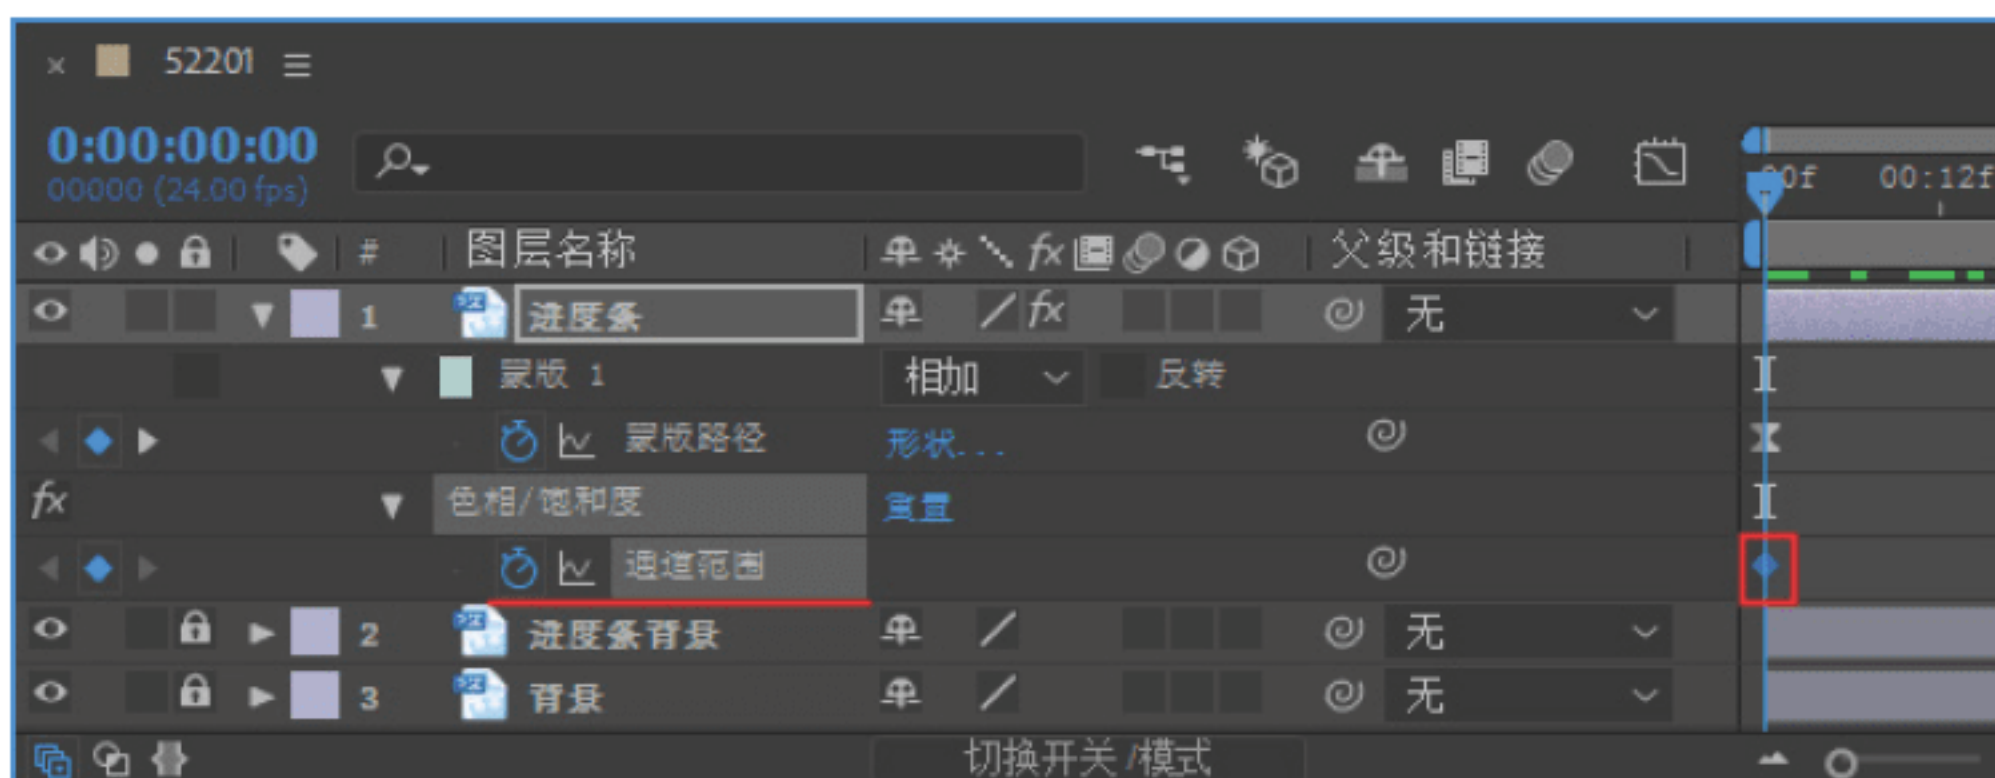 52201
0:00:00:00
00000 (24.00 fps)
00f 00:12f
# 图层名称 fx 父级和链接
1 进度条 fx 无
蒙版 1 相加 反转
蒙版路径 形状...
fx 色相/饱和度 重置
通道范围
2 进度条背景 无
3 背景 无
切换开关/模式